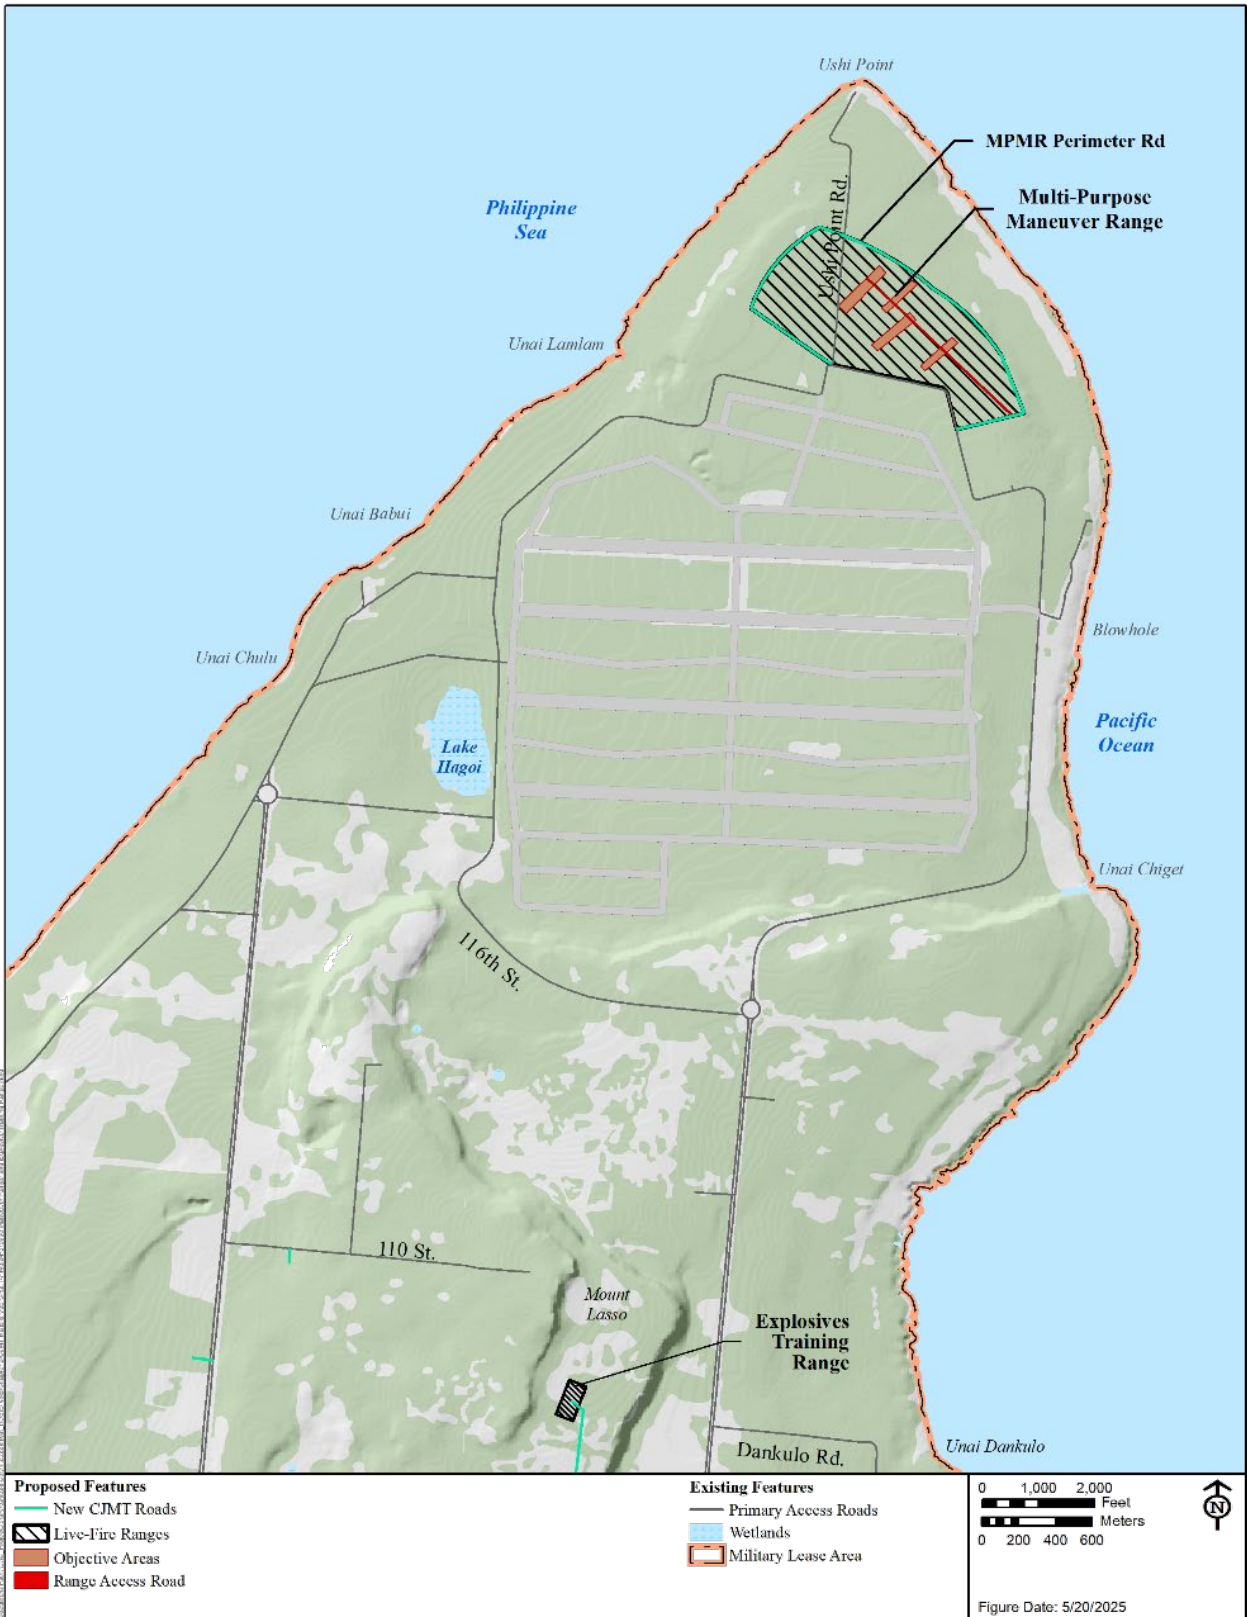 Ushi Point
MPMR Perimeter Rd
Multi-Purpose
Maneuver Range
Philippine
Sea
Ushi Point Rd.
Unai Lamlam
Unai Babui
Blowhole
Unai Chulu
Pacific
Ocean
Lake
Hagoi
Unai Chiget
116th St.
110 St.
Mount
Lasso
Explosives
Training
Range
Dankulo Rd.
Unai Dankulo
Proposed Features
New CJMT Roads
Live-Fire Ranges
Objective Areas
Range Access Road
Existing Features
Primary Access Roads
Wetlands
Military Lease Area
0 1,000 2,000
Feet
Meters
0 200 400 600
N
Figure Date: 5/20/2025